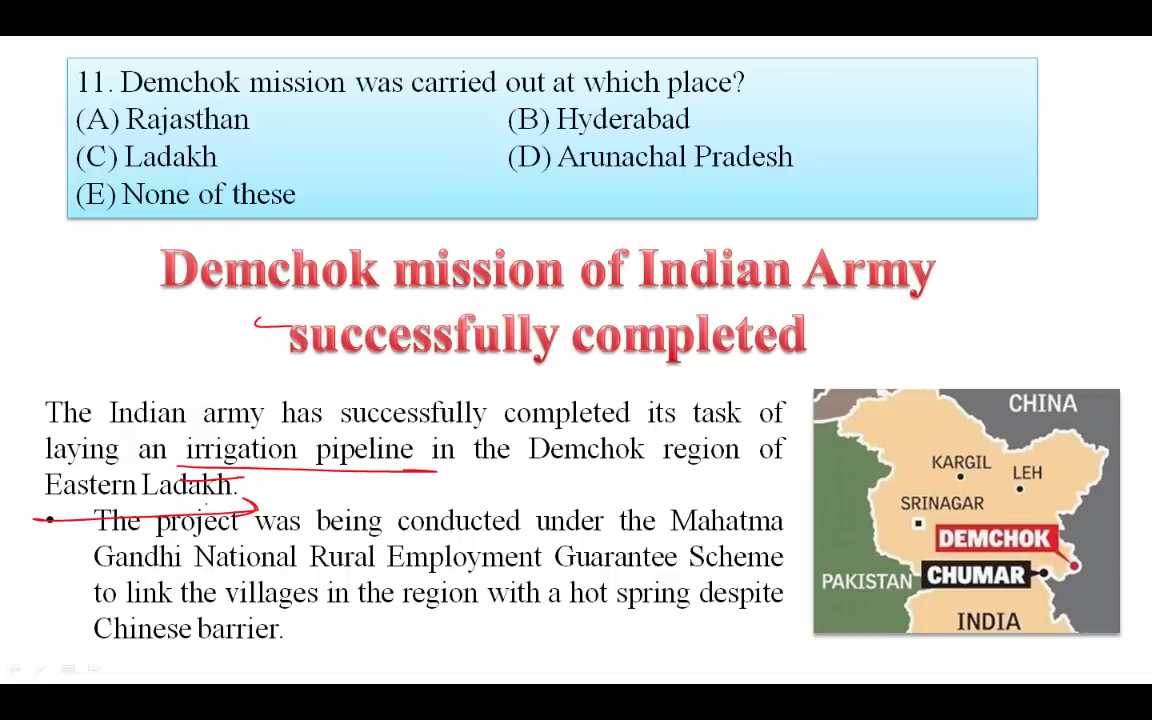 11. Demchok mission was carried out at which place?
(A) Rajasthan (B) Hyderabad
(C) Ladakh (D) Arunachal Pradesh
(E) None of these
Demchok mission of Indian Army
successfully completed
The Indian army has successfully completed its task of
laying an irrigation pipeline in the Demchok region of
Eastern Ladakh.
• The project was being conducted under the Mahatma
Gandhi National Rural Employment Guarantee Scheme
to link the villages in the region with a hot spring despite
Chinese barrier.
CHINA
KARGIL
LEH
SRINAGAR
DEMCHOK
PAKISTAN
CHUMAR
INDIA